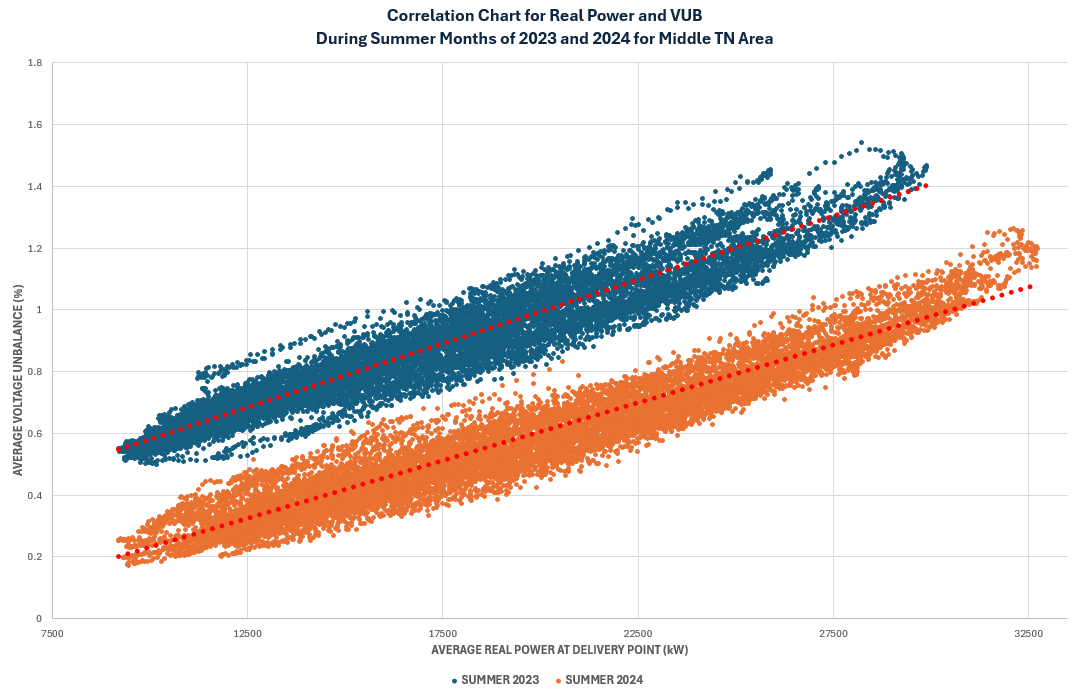 Correlation Chart for Real Power and VUB
During Summer Months of 2023 and 2024 for Middle TN Area
AVERAGE VOLTAGE UNBALANCE (%)
1.8
1.6
1.4
1.2
1
0.8
0.6
0.4
0.2
0
7500 12500 17500 22500 27500 32500
AVERAGE REAL POWER AT DELIVERY POINT (kW)
SUMMER 2023 SUMMER 2024